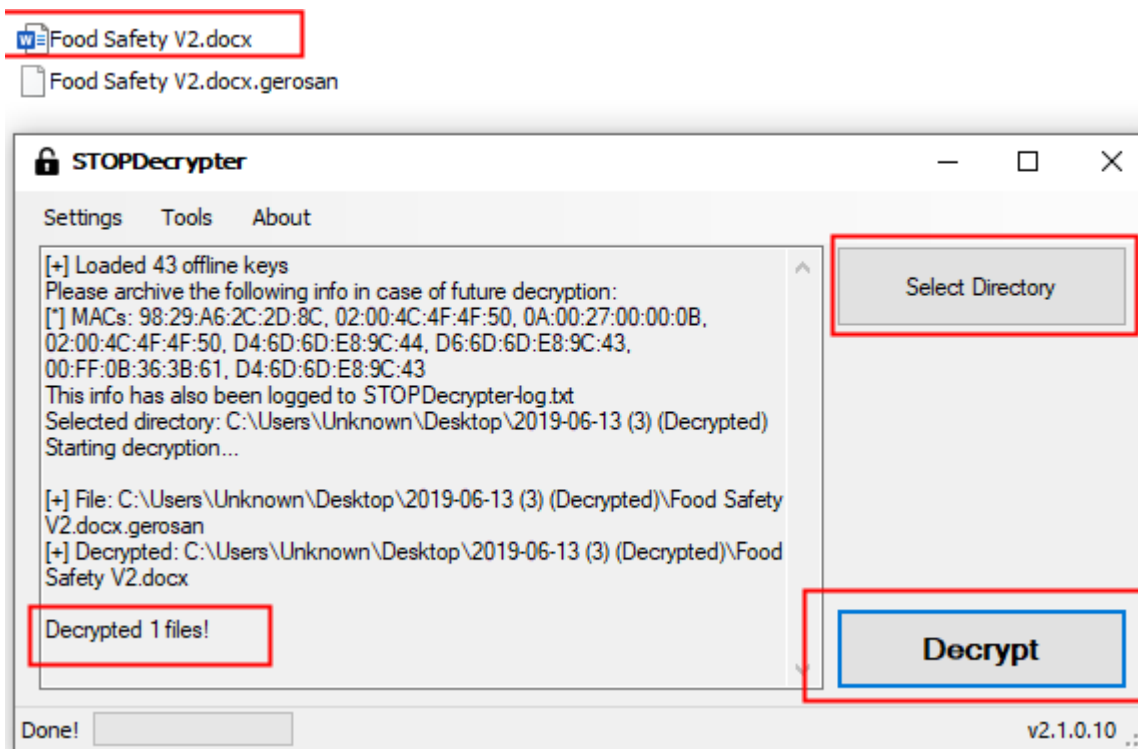 Food Safety V2.docx
Food Safety V2.docx.gerosan
STOPDecrypter
Settings Tools About
[+] Loaded 43 offline keys
Please archive the following info in case of future decryption:
[*] MACs: 98:29:A6:2C:2D:8C, 02:00:4C:4F:4F:50, 0A:00:27:00:00:0B,
02:00:4C:4F:4F:50, D4:6D:6D:E8:9C:44, D6:6D:6D:E8:9C:43,
00:FF:0B:36:3B:61, D4:6D:6D:E8:9C:43
This info has also been logged to STOPDecrypter-log.txt
Selected directory: C:\Users\Unknown\Desktop\2019-06-13 (3) (Decrypted)
Starting decryption...
[+] File: C:\Users\Unknown\Desktop\2019-06-13 (3) (Decrypted)\Food Safety
V2.docx.gerosan
[+] Decrypted: C:\Users\Unknown\Desktop\2019-06-13 (3) (Decrypted)\Food
Safety V2.docx
Decrypted 1 files!
Select Directory
Decrypt
Done!
v2.1.0.10